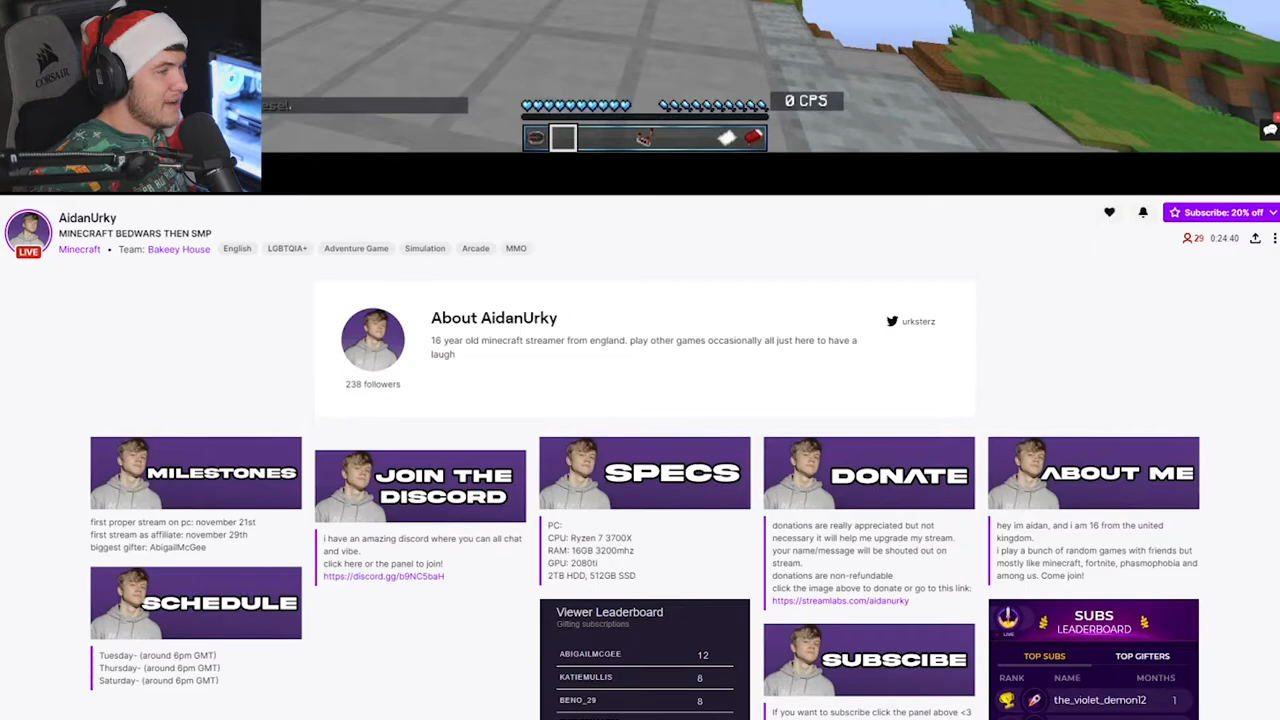 CORSAIR
esel.
0 CPS
AidanUrky
MINECRAFT BEDWARS THEN SMP
Minecraft • Team: Bakeey House English LGBTQIA+ Adventure Game Simulation Arcade MMO
LIVE
Subscribe: 20% off
29 0:24:40
About AidanUrky
16 year old minecraft streamer from england. play other games occasionally all just here to have a
laugh
urksterz
238 followers
MILESTONES
first proper stream on pc: november 21st
first stream as affiliate: november 29th
biggest gifter: AbigailMcGee
SCHEDULE
Tuesday- (around 6pm GMT)
Thursday- (around 6pm GMT)
Saturday- (around 6pm GMT)
JOIN THE
DISCORD
i have an amazing discord where you can all chat
and vibe.
click here or the panel to join!
https://discord.gg/b9NC5baH
SPECS
PC:
CPU: Ryzen 7 3700X
RAM: 16GB 3200mhz
GPU: 2080ti
2TB HDD, 512GB SSD
Viewer Leaderboard
Gifting subscriptions
ABIGAILMCGEE 12
KATIEMULLIS 8
BENO_29 8
DONATE
donations are really appreciated but not
necessary it will help me upgrade my stream.
your name/message will be shouted out on
stream.
donations are non-refundable
click the image above to donate or go to this link:
https://streamlabs.com/aidanurky
SUBSCIBE
If you want to subscribe click the panel above <3
ABOUT ME
hey im aidan, and i am 16 from the united
kingdom.
i play a bunch of random games with friends but
mostly like minecraft, fortnite, phasmophobia and
among us. Come join!
LIVE
SUBS
LEADERBOARD
TOP SUBS TOP GIFTERS
RANK NAME MONTHS
the_violet_demon12 1